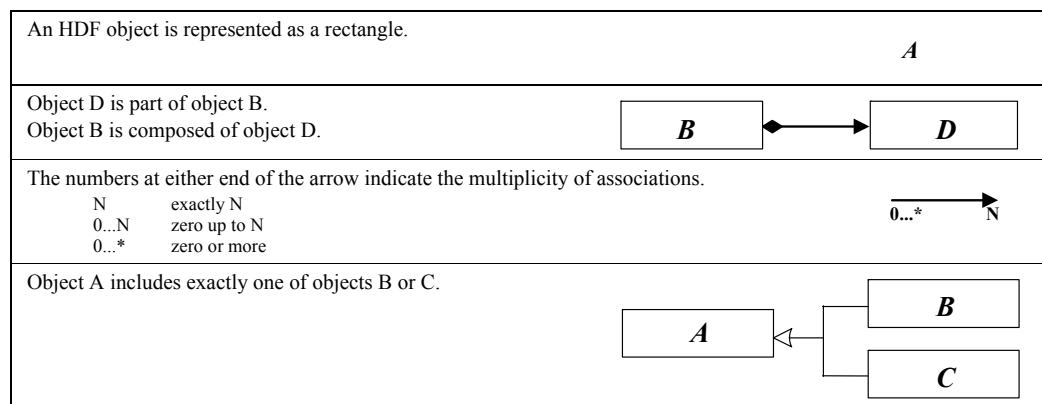 An HDF object is represented as a rectangle.
A
Object D is part of object B.
Object B is composed of object D.
B
D
The numbers at either end of the arrow indicate the multiplicity of associations.
N exactly N
0...N zero up to N
0...* zero or more
0...* N
Object A includes exactly one of objects B or C.
A
B
C